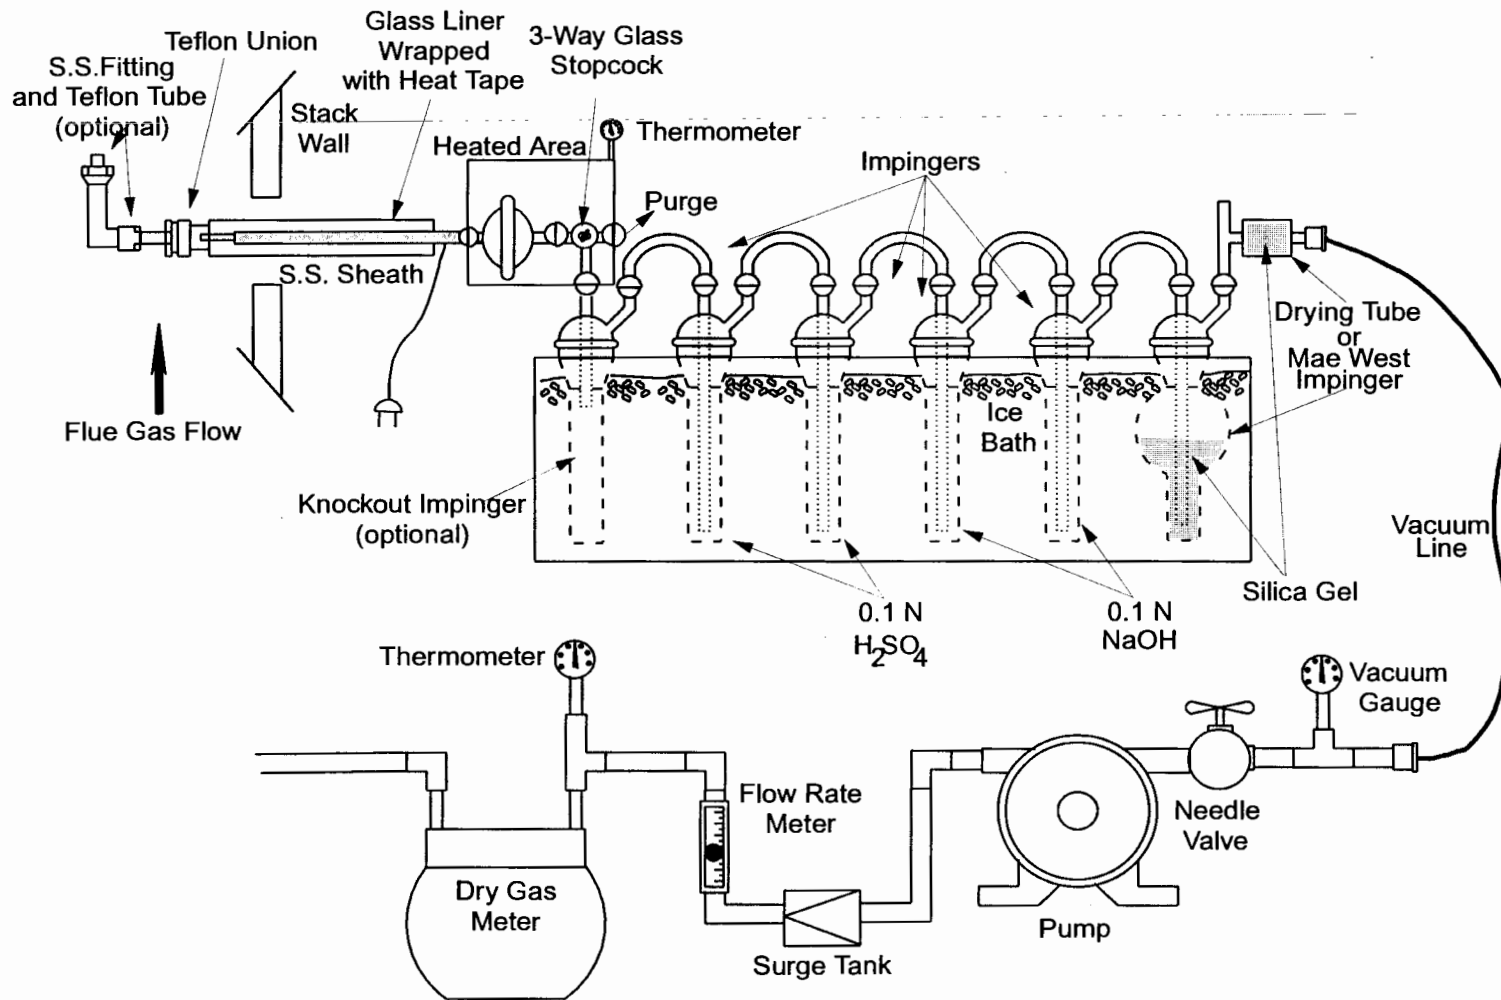 Teflon Union
S.S.Fitting
and Teflon Tube
(optional)
Glass Liner
Wrapped
with Heat Tape
3-Way Glass
Stopcock
Stack
Wall
Heated Area
Thermometer
Impingers
Purge
S.S. Sheath
Flue Gas Flow
Drying Tube
or
Mae West
Impinger
Ice
Bath
Knockout Impinger
(optional)
Vacuum
Line
Silica Gel
0.1 N
H2SO4
0.1 N
NaOH
Thermometer
Vacuum
Gauge
Flow Rate
Meter
Needle
Valve
Dry Gas
Meter
Pump
Surge Tank